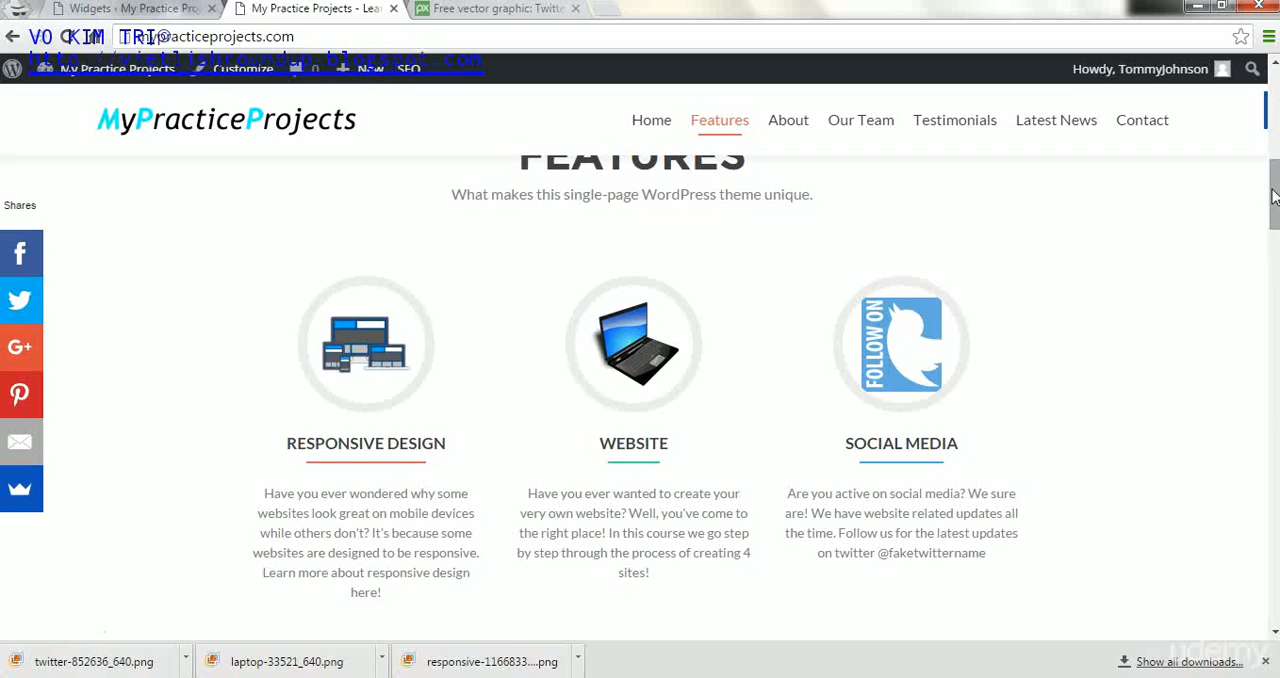 Widgets ‹ My Practice Pro
My Practice Projects - Lea
Free vector graphic: Twitte
VO KIM TRI@
mypracticeprojects.com
http://vietlishroundup.blogspot.com
My Practice Projects Customize 0 New SEO
Howdy, TommyJohnson
MyPracticeProjects
Home Features About Our Team Testimonials Latest News Contact
FEATURES
What makes this single-page WordPress theme unique.
Shares
FOLLOW ON
G+
RESPONSIVE DESIGN
Have you ever wondered why some
websites look great on mobile devices
while others don't? It's because some
websites are designed to be responsive.
Learn more about responsive design
here!
WEBSITE
Have you ever wanted to create your
very own website? Well, you've come to
the right place! In this course we go step
by step through the process of creating 4
sites!
SOCIAL MEDIA
Are you active on social media? We sure
are! We have website related updates all
the time. Follow us for the latest updates
on twitter @faketwittername
twitter-852636_640.png
laptop-33521_640.png
responsive-1166833....png
Show all downloads...
udemy